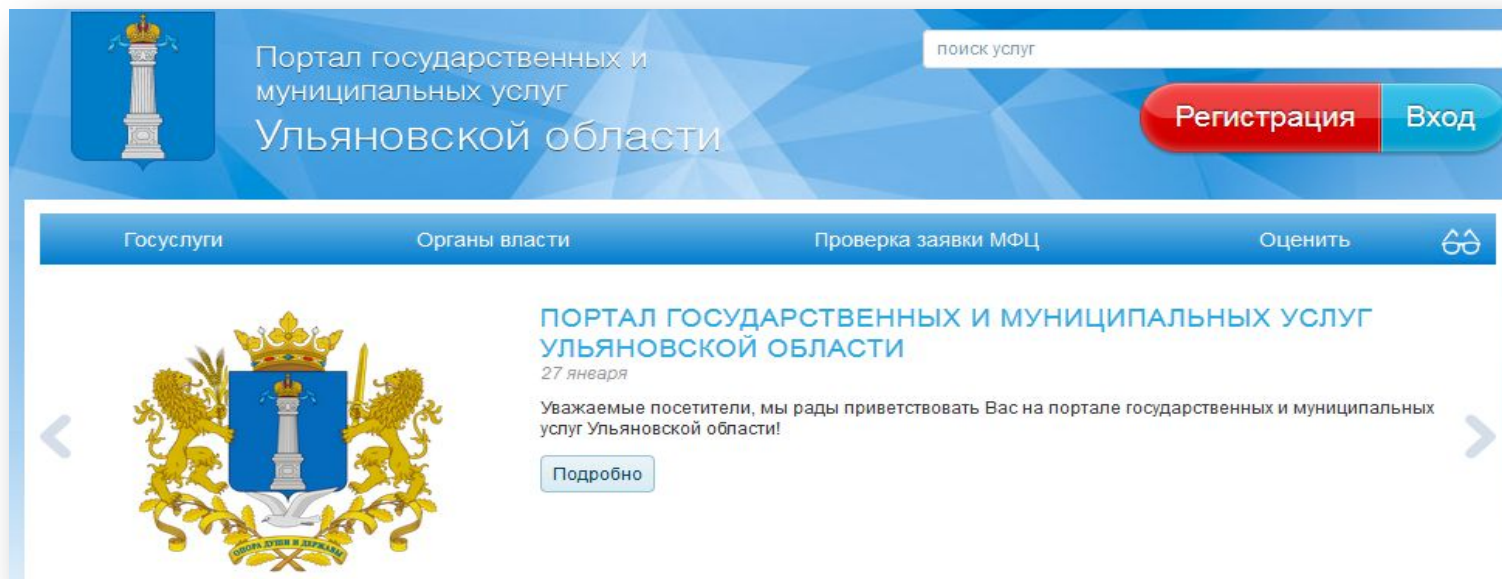 Портал государственных и
муниципальных услуг
Ульяновской области
поиск услуг
Регистрация
Вход
Госуслуги
Органы власти
Проверка заявки МФЦ
Оценить
ПОРТАЛ ГОСУДАРСТВЕННЫХ И МУНИЦИПАЛЬНЫХ УСЛУГ
УЛЬЯНОВСКОЙ ОБЛАСТИ
27 января
Уважаемые посетители, мы рады приветствовать Вас на портале государственных и муниципальных
услуг Ульяновской области!
Подробно
ОПОРА ДУШИ И ДЕРЖАВЫ